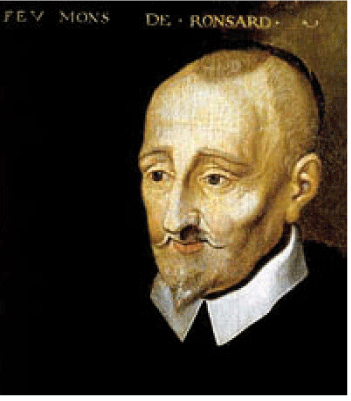 FEV MONS DE · RONSARD ·